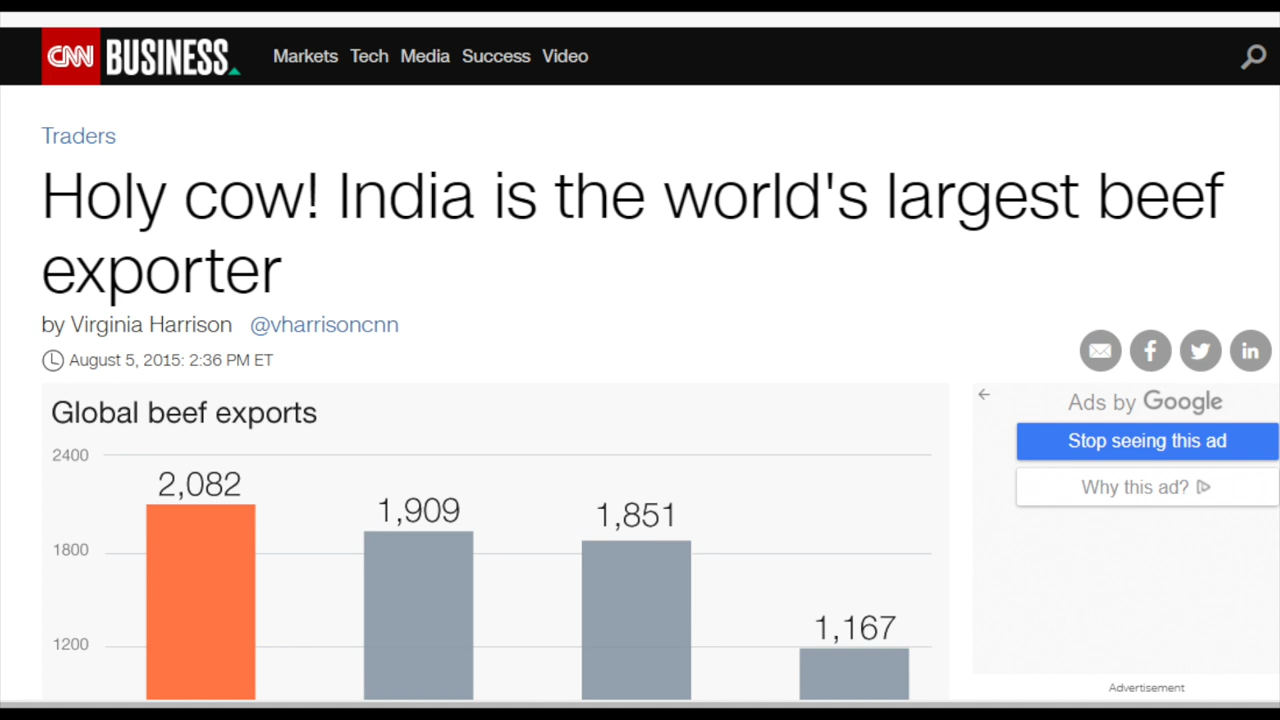 CNN BUSINESS Markets Tech Media Success Video
Traders
Holy cow! India is the world's largest beef
exporter
by Virginia Harrison @vharrisoncnn
August 5, 2015: 2:36 PM ET
f in
Global beef exports
2400
2,082
1,909
1,851
1800
1,167
1200
Ads by Google
Stop seeing this ad
Why this ad?
Advertisement